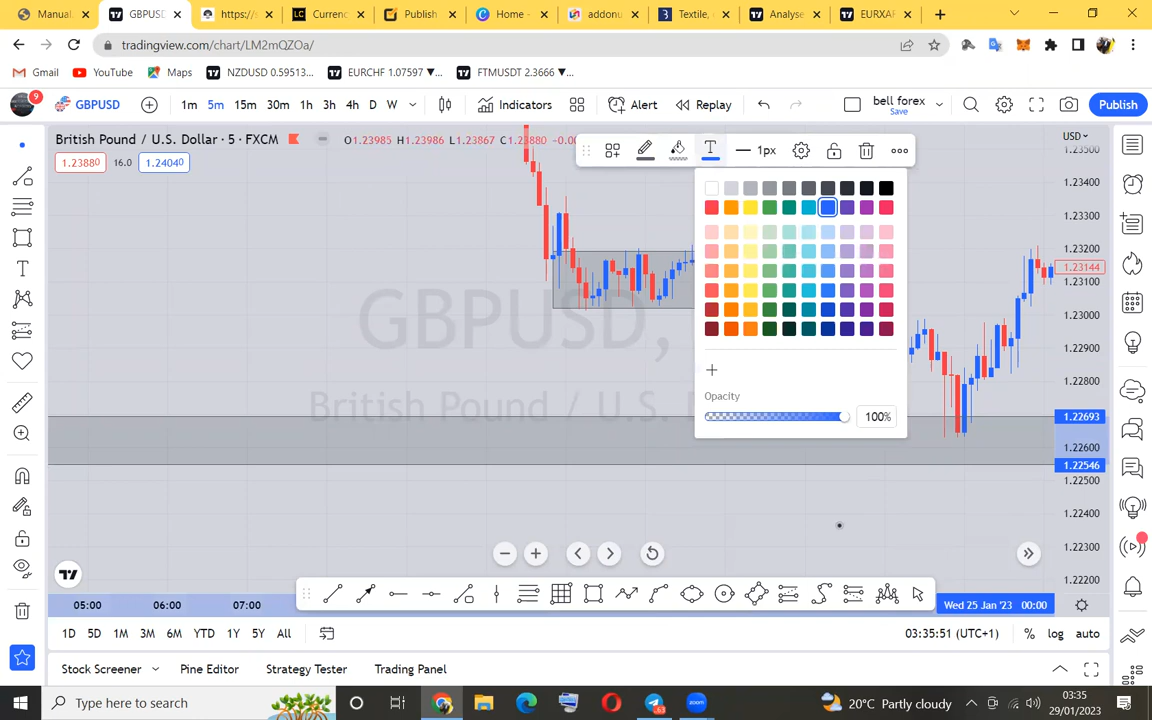 Manual.
GBPUSD
https://s
Currenc
Publish
Home -
addonu
Textile,
Analyse
EURXAF
tradingview.com/chart/LM2mQZOa/
Gmail
YouTube
Maps
NZDUSD 0.59513...
EURCHF 1.07597 ▼...
FTMUSDT 2.3666 ▼...
9
GBPUSD
1m
5m
15m
30m
1h
3h
4h
D
W
Indicators
Alert
Replay
bell forex
Save
Publish
British Pound / U.S. Dollar · 5 · FXCM
O1.23985 H1.23986 L1.23867 C1.23880
1.23880
16.0
1.24040
T
1px
USD
1.23500
1.23400
1.23300
1.23200
1.23144
1.23100
1.23000
1.22900
1.22800
1.22693
1.22600
1.22546
1.22500
1.22400
1.22300
1.22200
GBPUSD,
British Pound / U.S. D
Opacity
100%
05:00
06:00
07:00
Wed 25 Jan '23 00:00
1D
5D
1M
3M
6M
YTD
1Y
5Y
All
03:35:51 (UTC+1)
%
log
auto
Stock Screener
Pine Editor
Strategy Tester
Trading Panel
Type here to search
63
zoom
20°C Partly cloudy
03:35
29/01/2023